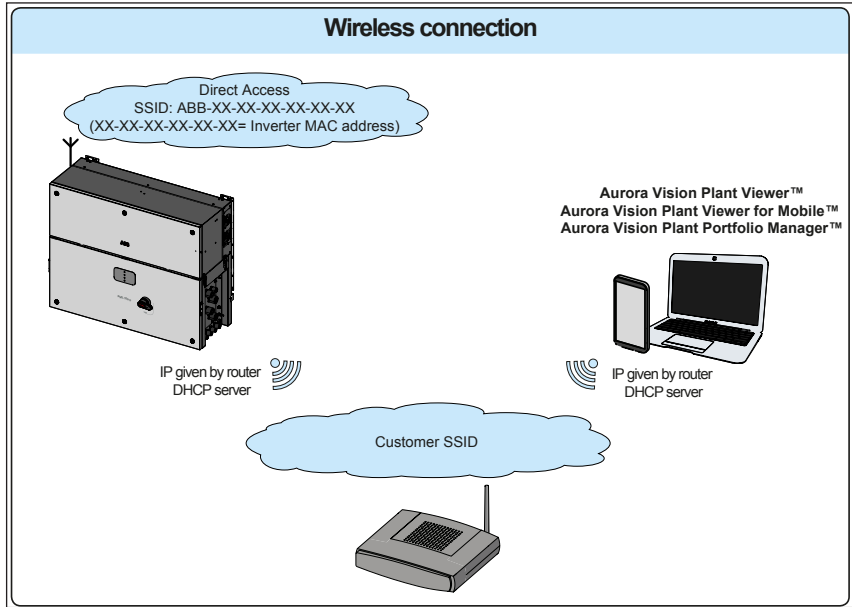 Wireless connection
Direct Access
SSID: ABB-XX-XX-XX-XX-XX-XX
(XX-XX-XX-XX-XX-XX= Inverter MAC address)
ABB
Aurora Vision Plant Viewer™
Aurora Vision Plant Viewer for Mobile™
Aurora Vision Plant Portfolio Manager™
IP given by router
DHCP server
IP given by router
DHCP server
Customer SSID